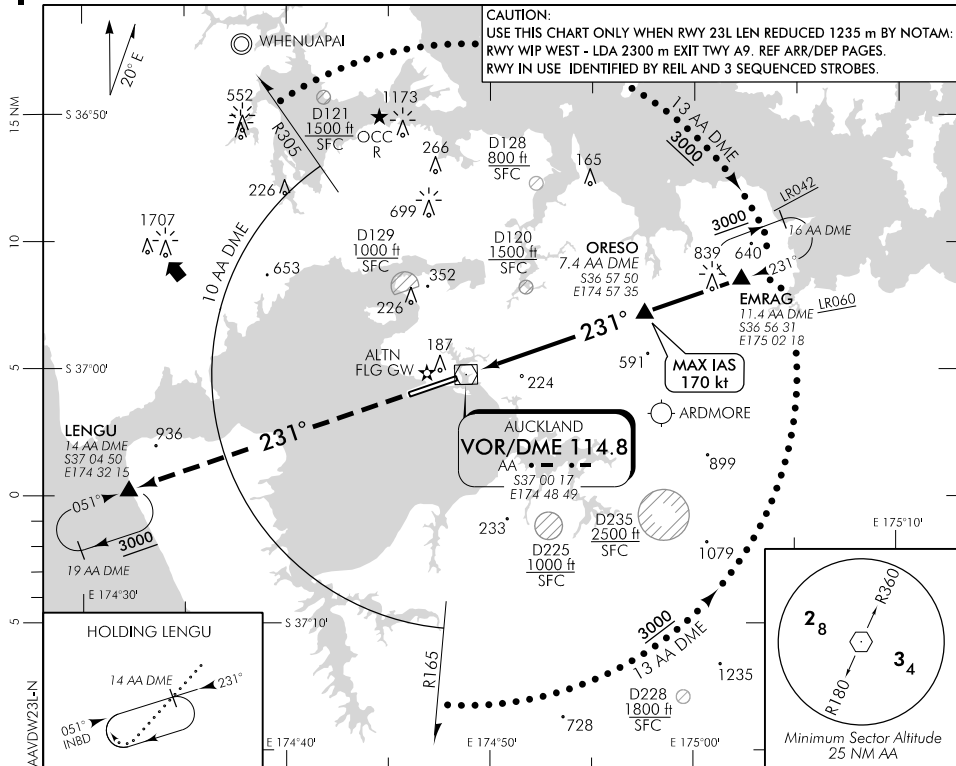 CAUTION:
USE THIS CHART ONLY WHEN RWY 23L LEN REDUCED 1235 m BY NOTAM:
RWY WIP WEST - LDA 2300 m EXIT TWY A9. REF ARR/DEP PAGES.
RWY IN USE IDENTIFIED BY REIL AND 3 SEQUENCED STROBES.
20° E
WHENUAPAI
15 NM
S 36°50'
552
R305
D121
1500 ft
SFC
1173
OCC
R
266
D128
800 ft
SFC
165
13 AA DME
3000
LR042
226
699
1707
10
10 AA DME
653
D129
1000 ft
SFC
352
226
D120
1500 ft
SFC
ORESO
7.4 AA DME
S36 57 50
E174 57 35
3000
16 AA DME
839
640
231°
EMRAG
11.4 AA DME
S36 56 31
E175 02 18
LR060
231°
187
ALTN
FLG GW
591
MAX IAS
170 kt
5
S 37°00'
224
ARDMORE
231°
LENGU
14 AA DME
S37 04 50
E174 32 15
936
AUCKLAND
VOR/DME 114.8
AA
S37 00 17
E174 48 49
899
0
051°
3000
19 AA DME
233
D225
1000 ft
SFC
D235
2500 ft
SFC
1079
E 175°10'
E 174°30'
5
S 37°10'
HOLDING LENGU
14 AA DME
231°
051°
INBD
R165
3000
13 AA DME
1235
D228
1800 ft
SFC
728
E 174°40'
E 174°50'
E 175°00'
R360
2 8
3 4
R180
Minimum Sector Altitude
25 NM AA
AAVDW23L-N